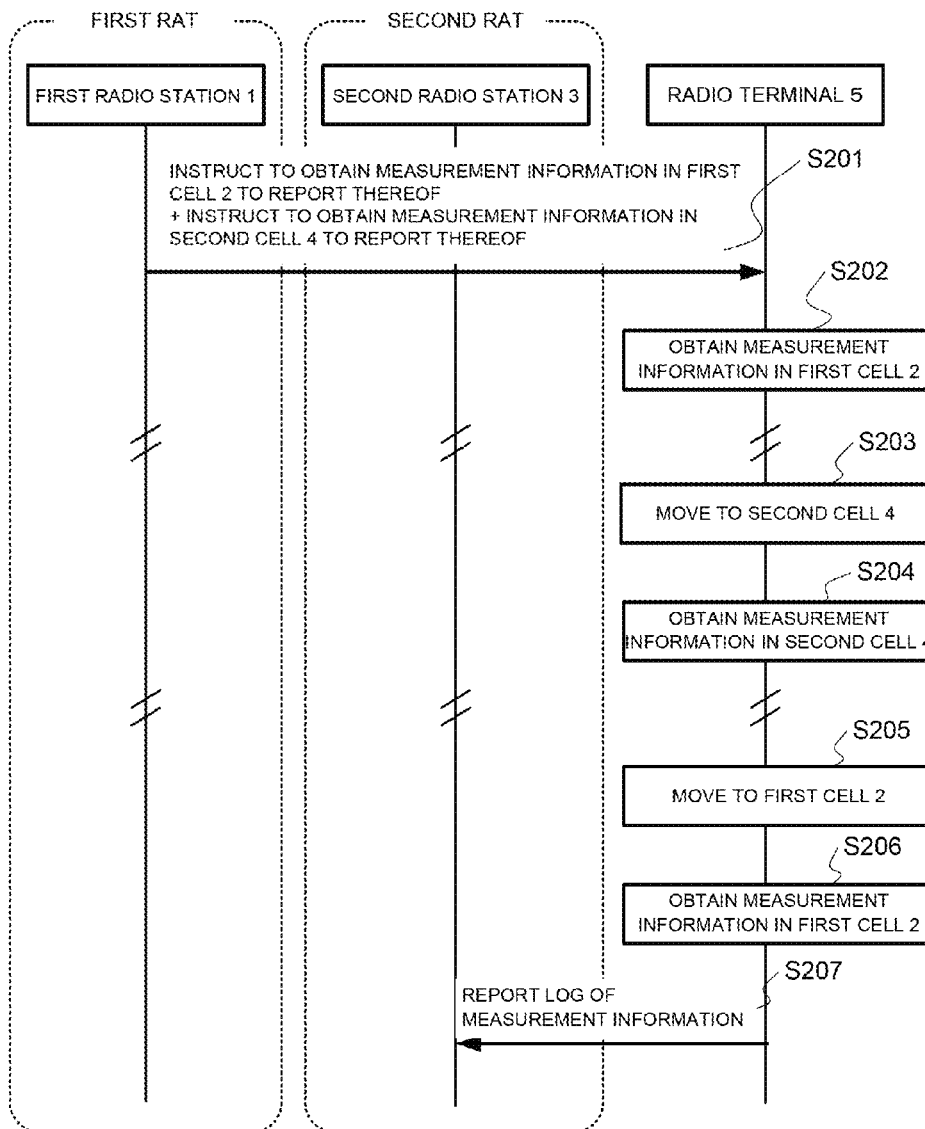 FIRST RAT
SECOND RAT
FIRST RADIO STATION 1
SECOND RADIO STATION 3
RADIO TERMINAL 5
INSTRUCT TO OBTAIN MEASUREMENT INFORMATION IN FIRST
CELL 2 TO REPORT THEREOF
+ INSTRUCT TO OBTAIN MEASUREMENT INFORMATION IN
SECOND CELL 4 TO REPORT THEREOF
S201
S202
OBTAIN MEASUREMENT
INFORMATION IN FIRST CELL 2
S203
MOVE TO SECOND CELL 4
S204
OBTAIN MEASUREMENT
INFORMATION IN SECOND CELL 4
S205
MOVE TO FIRST CELL 2
S206
OBTAIN MEASUREMENT
INFORMATION IN FIRST CELL 2
S207
REPORT LOG OF
MEASUREMENT INFORMATION